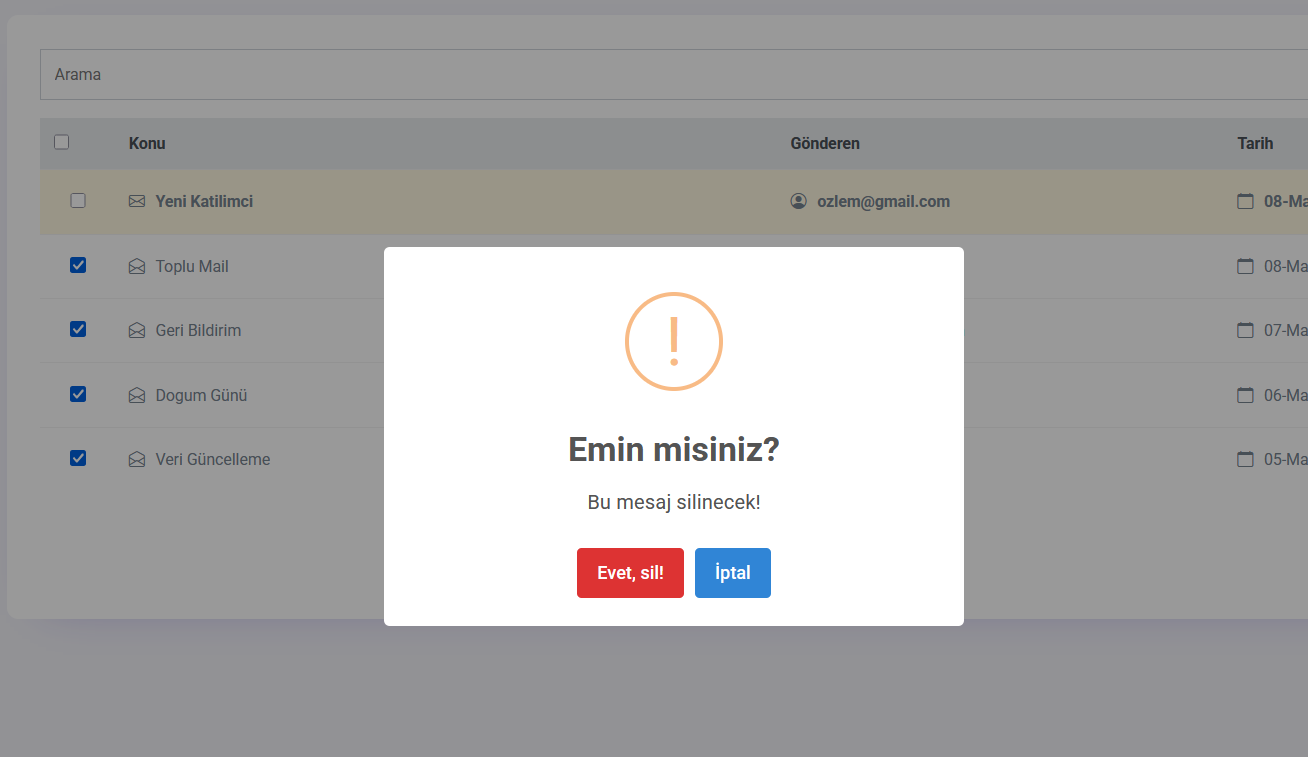 Arama
Konu Gönderen Tarih
Yeni Katilimci ozlem@gmail.com 08-Ma
Toplu Mail 08-Ma
Geri Bildirim 07-Ma
Dogum Günü 06-Ma
Veri Güncelleme 05-Ma
!
Emin misiniz?
Bu mesaj silinecek!
Evet, sil! İptal